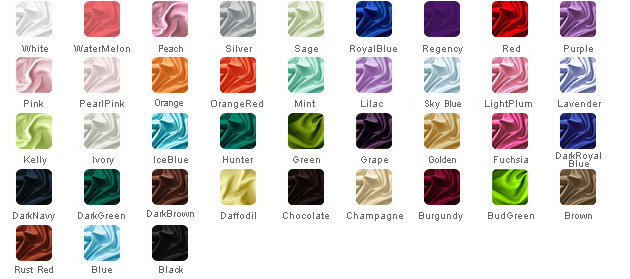 White WaterMelon Peach Silver Sage RoyalBlue Regency Red Purple
Pink PearlPink Orange OrangeRed Mint Lilac Sky Blue LightPlum Lavender
Kelly Ivory IceBlue Hunter Green Grape Golden Fuchsia DarkRoyal
Blue
DarkNavy DarkGreen DarkBrown Daffodil Chocolate Champagne Burgundy BudGreen Brown
Rust Red Blue Black